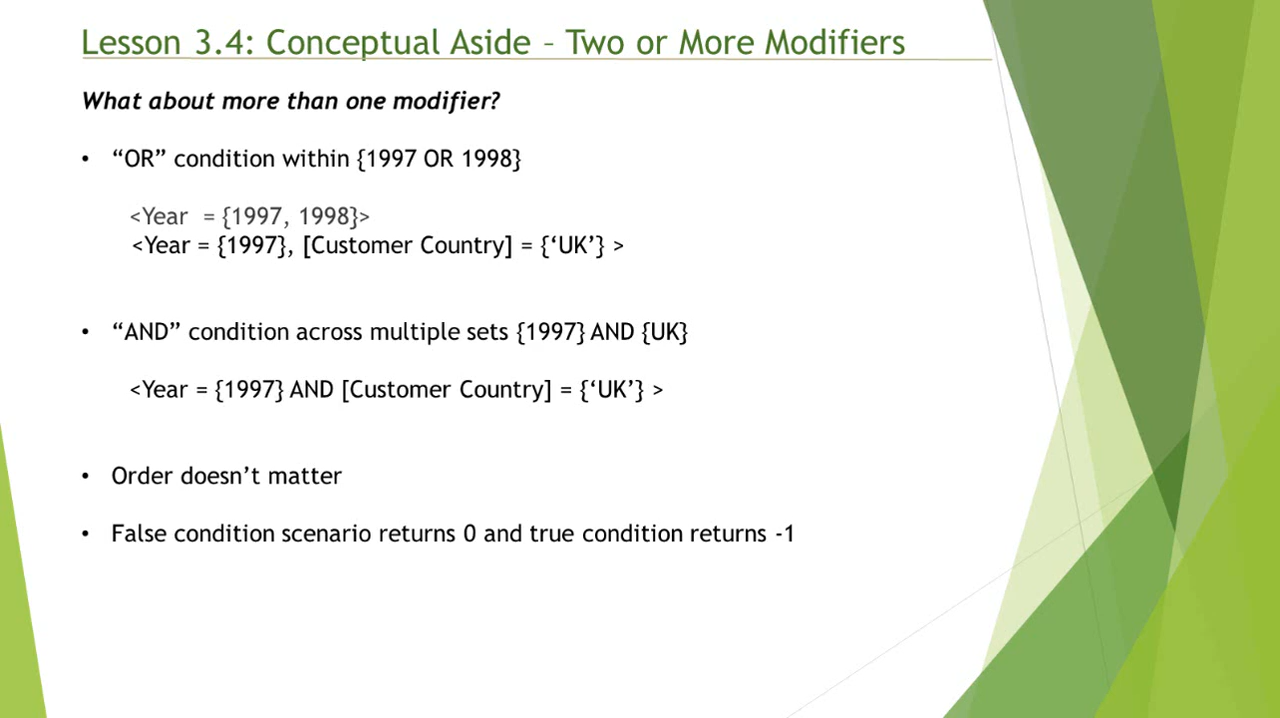 Lesson 3.4: Conceptual Aside – Two or More Modifiers
What about more than one modifier?
• “OR” condition within {1997 OR 1998}
<Year = {1997, 1998}>
<Year = {1997}, [Customer Country] = {‘UK’} >
• “AND” condition across multiple sets {1997} AND {UK}
<Year = {1997} AND [Customer Country] = {‘UK’} >
• Order doesn’t matter
• False condition scenario returns 0 and true condition returns -1